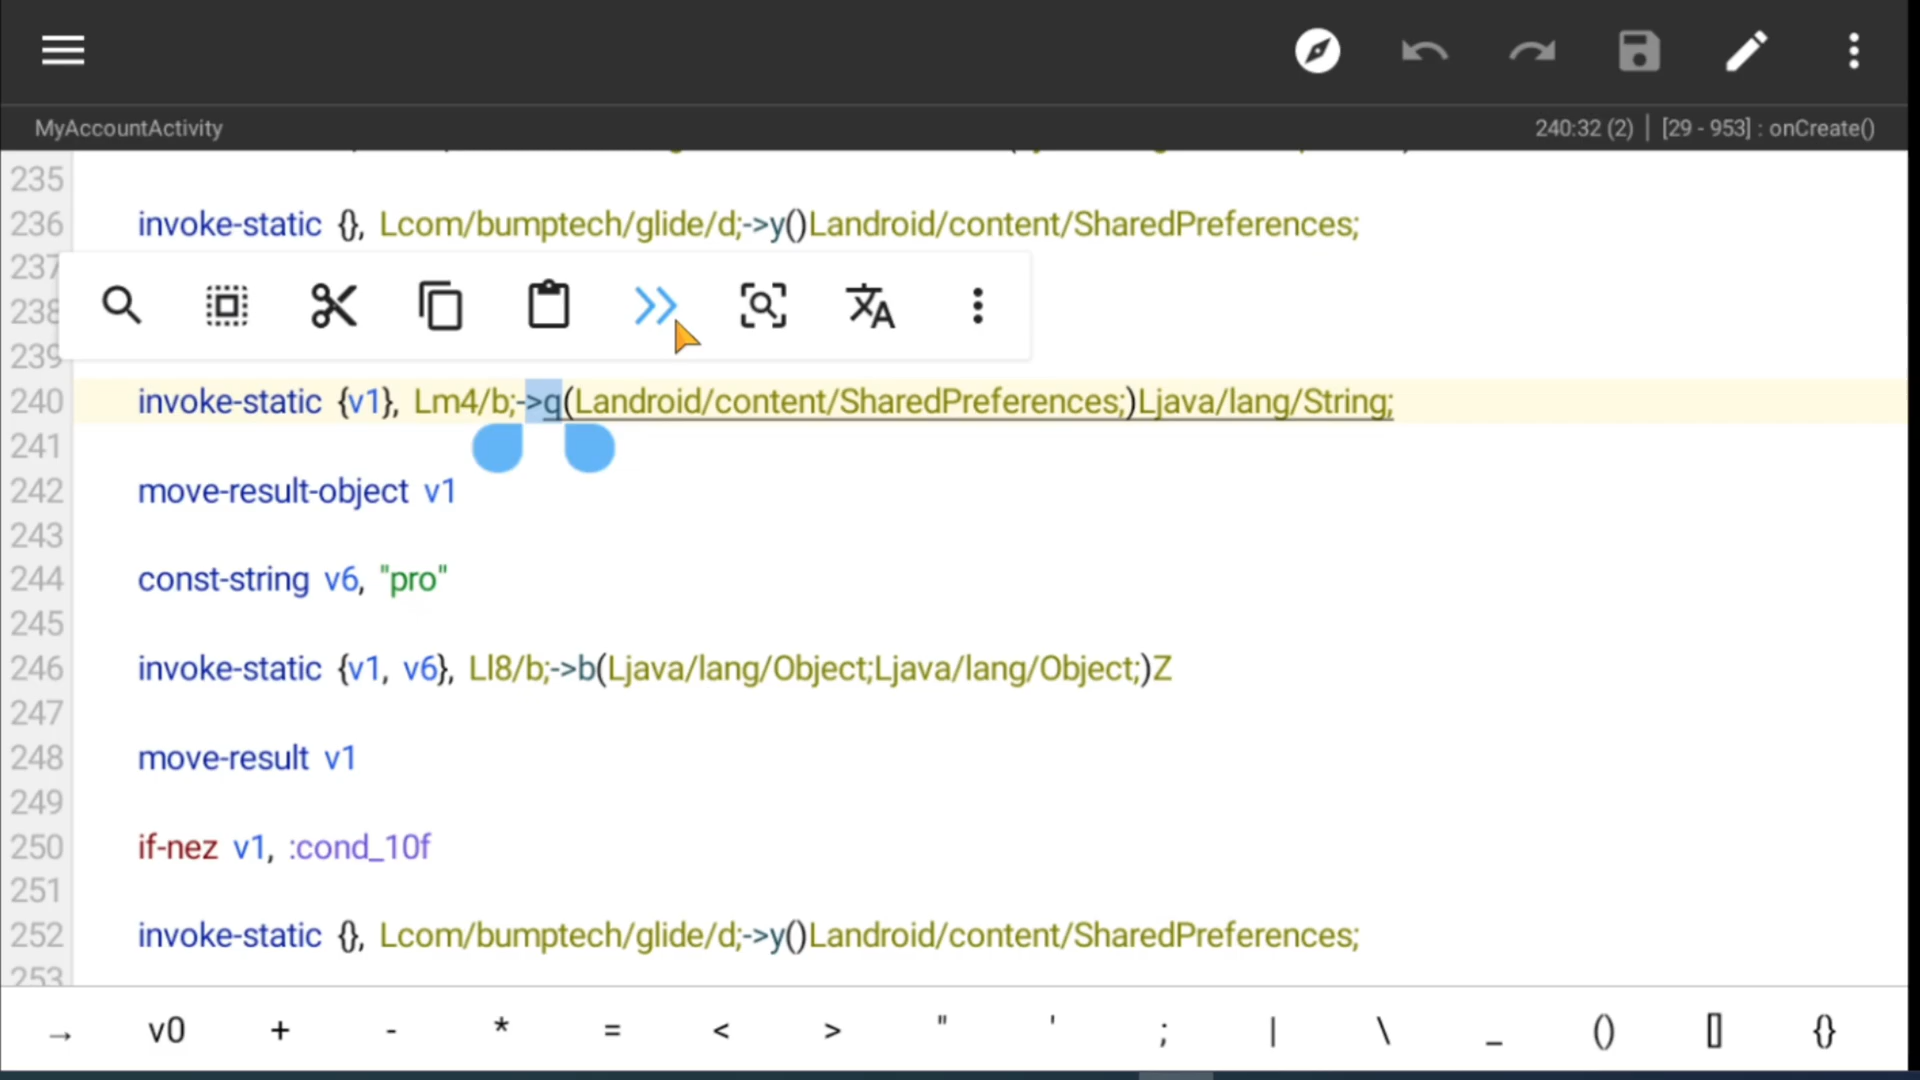 MyAccountActivity
240:32 (2) | [29 - 953] : onCreate()
235
236 invoke-static {}, Lcom/bumptech/glide/d;->y()Landroid/content/SharedPreferences;
237
238
239
240 invoke-static {v1}, Lm4/b;->q(Landroid/content/SharedPreferences;)Ljava/lang/String;
241
242 move-result-object v1
243
244 const-string v6, "pro"
245
246 invoke-static {v1, v6}, Ll8/b;->b(Ljava/lang/Object;Ljava/lang/Object;)Z
247
248 move-result v1
249
250 if-nez v1, :cond_10f
251
252 invoke-static {}, Lcom/bumptech/glide/d;->y()Landroid/content/SharedPreferences;
253
→ v0 + - * = < > " ' ; | \ _ () [] {}